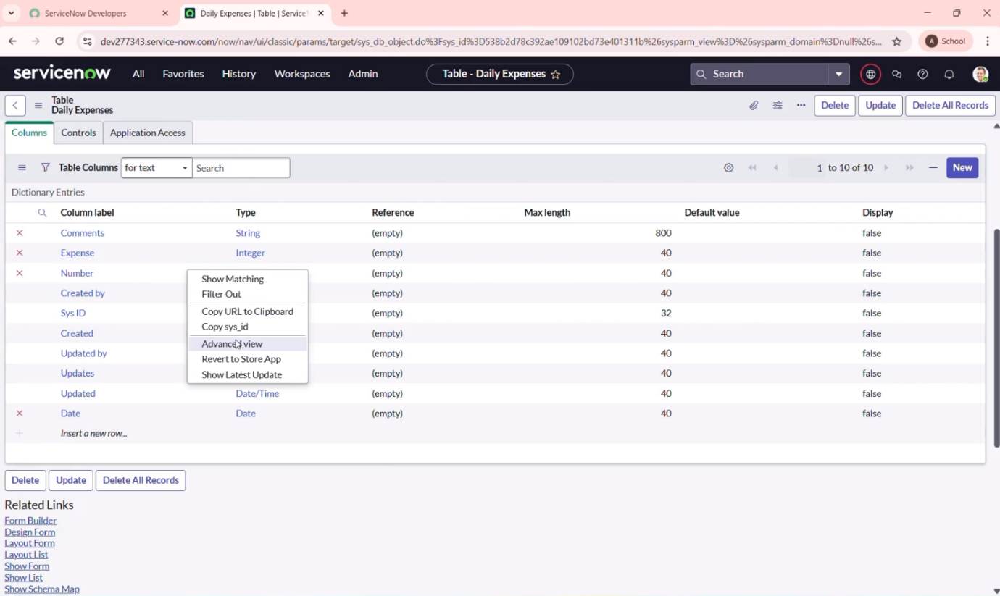 ServiceNow Developers
Daily Expenses | Table | Service
dev277343.service-now.com/now/nav/ui/classic/params/target/sys_db_object.do%3Fsys_id%3D538b2d78c392ae109102bd73e401311b%26sysparm_view%3D%26sysparm_domain%3Dnull%26s...
A School
servicenow All Favorites History Workspaces Admin Table - Daily Expenses Search
Table
Daily Expenses
Delete Update Delete All Records
Columns Controls Application Access
Table Columns for text Search 1 to 10 of 10 New
Dictionary Entries
Column label Type Reference Max length Default value Display
Comments String (empty) 800 false
Expense Integer (empty) 40 false
Number (empty) 40 false
Created by (empty) 40 false
Sys ID (empty) 32 false
Created (empty) 40 false
Updated by (empty) 40 false
Updates (empty) 40 false
Updated Date/Time (empty) 40 false
Date Date (empty) 40 false
Insert a new row...
Show Matching
Filter Out
Copy URL to Clipboard
Copy sys_id
Advanced view
Revert to Store App
Show Latest Update
Delete Update Delete All Records
Related Links
Form Builder
Design Form
Layout Form
Layout List
Show Form
Show List
Show Schema Map